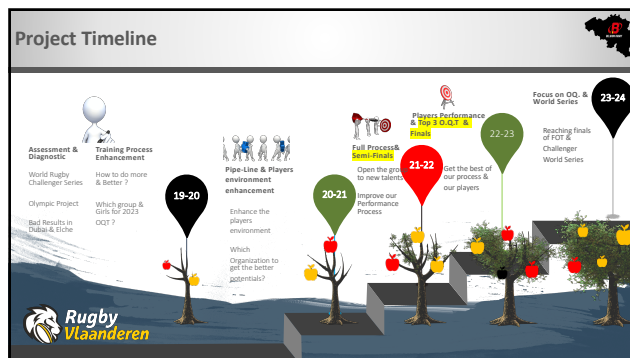 Project Timeline
Assessment &
Diagnostic
World Rugby
Challenger Series
Olympic Project
Bad Results in
Dubai & Elche
Training Process
Enhancement
How to do more
& Better ?
Which group &
Girls for 2023
OQT ?
19-20
Pipe-Line & Players
environment
enhancement
Enhance the
players
environment
Which
Organization to
get the better
potentials?
20-21
Full Process&
Semi-Finals
Open the gro
to new talents
Improve our
Performance
Process
21-22
Players Performance
& Top 3 O.Q.T &
Finals
Get the best of
our process &
our players
22-23
Focus on OQ. &
World Series
Reaching finals
of FOT &
Challenger
World Series
23-24
Rugby
Vlaanderen